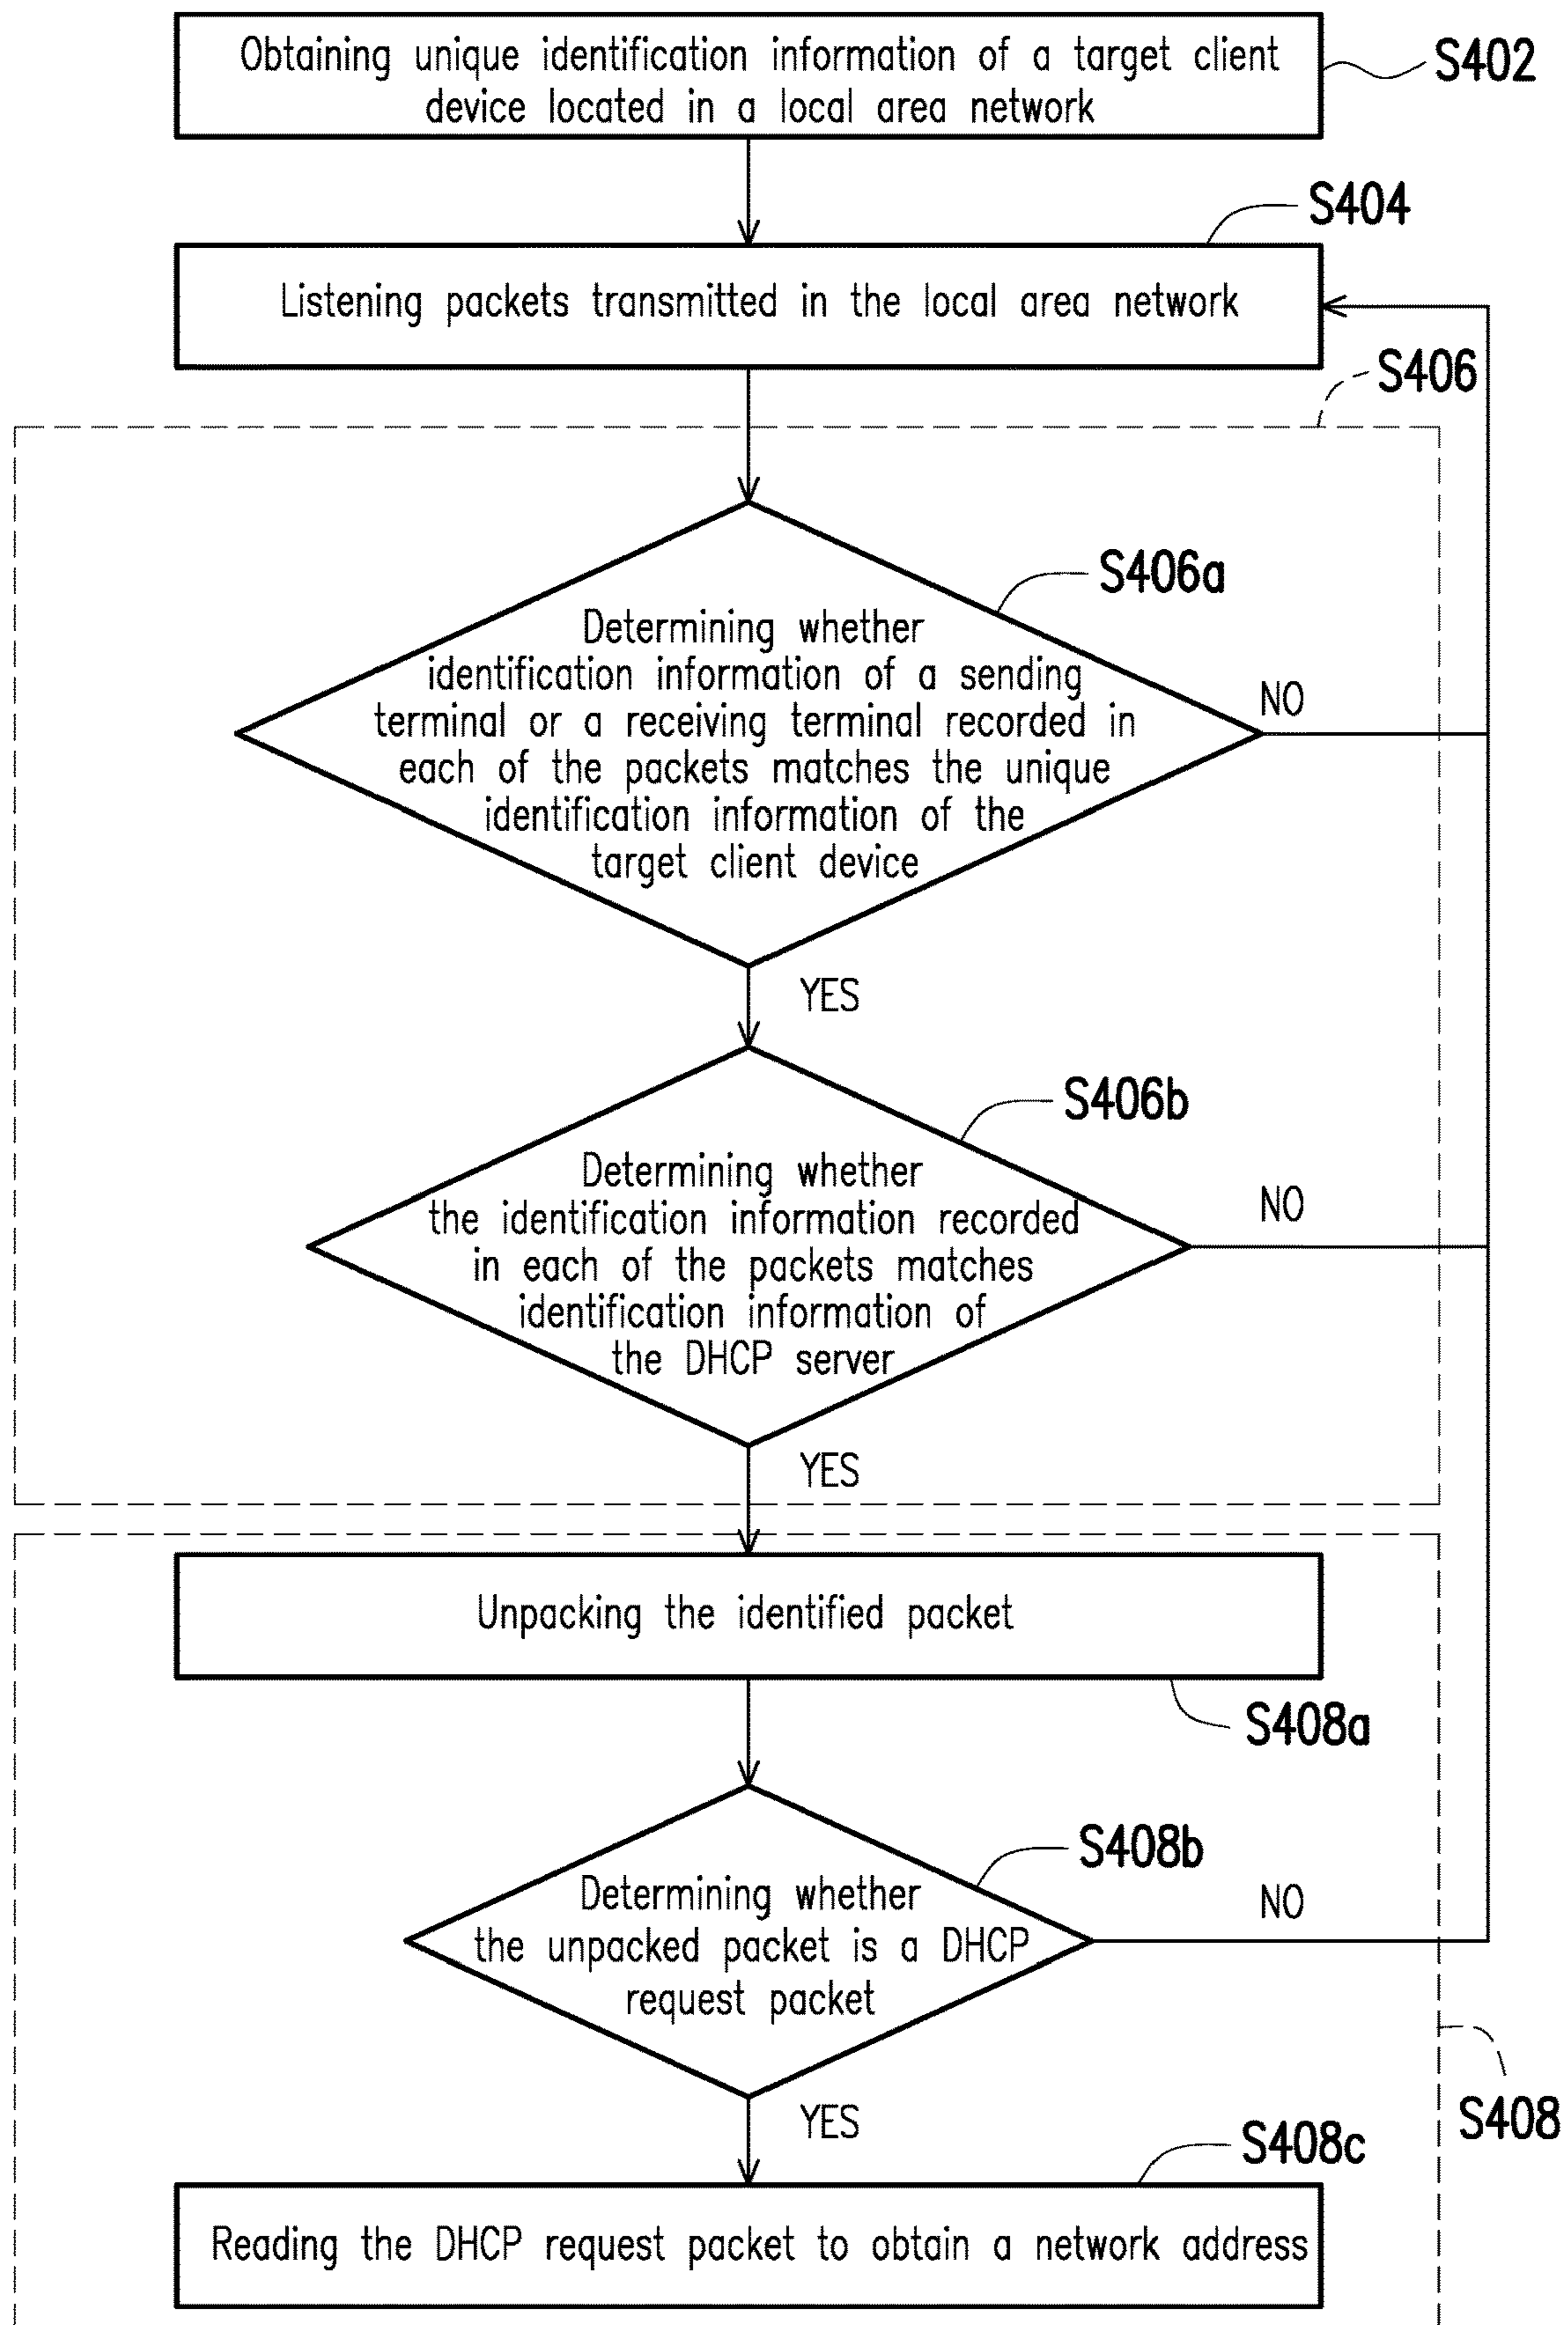 Obtaining unique identification information of a target client
device located in a local area network
S402
S404
Listening packets transmitted in the local area network
S406
S406a
Determining whether
identification information of a sending
terminal or a receiving terminal recorded in
each of the packets matches the unique
identification information of the
target client device
NO
YES
S406b
Determining whether
the identification information recorded
in each of the packets matches
identification information of
the DHCP server
NO
YES
Unpacking the identified packet
S408a
S408b
Determining whether
the unpacked packet is a DHCP
request packet
NO
YES
S408
S408c
Reading the DHCP request packet to obtain a network address